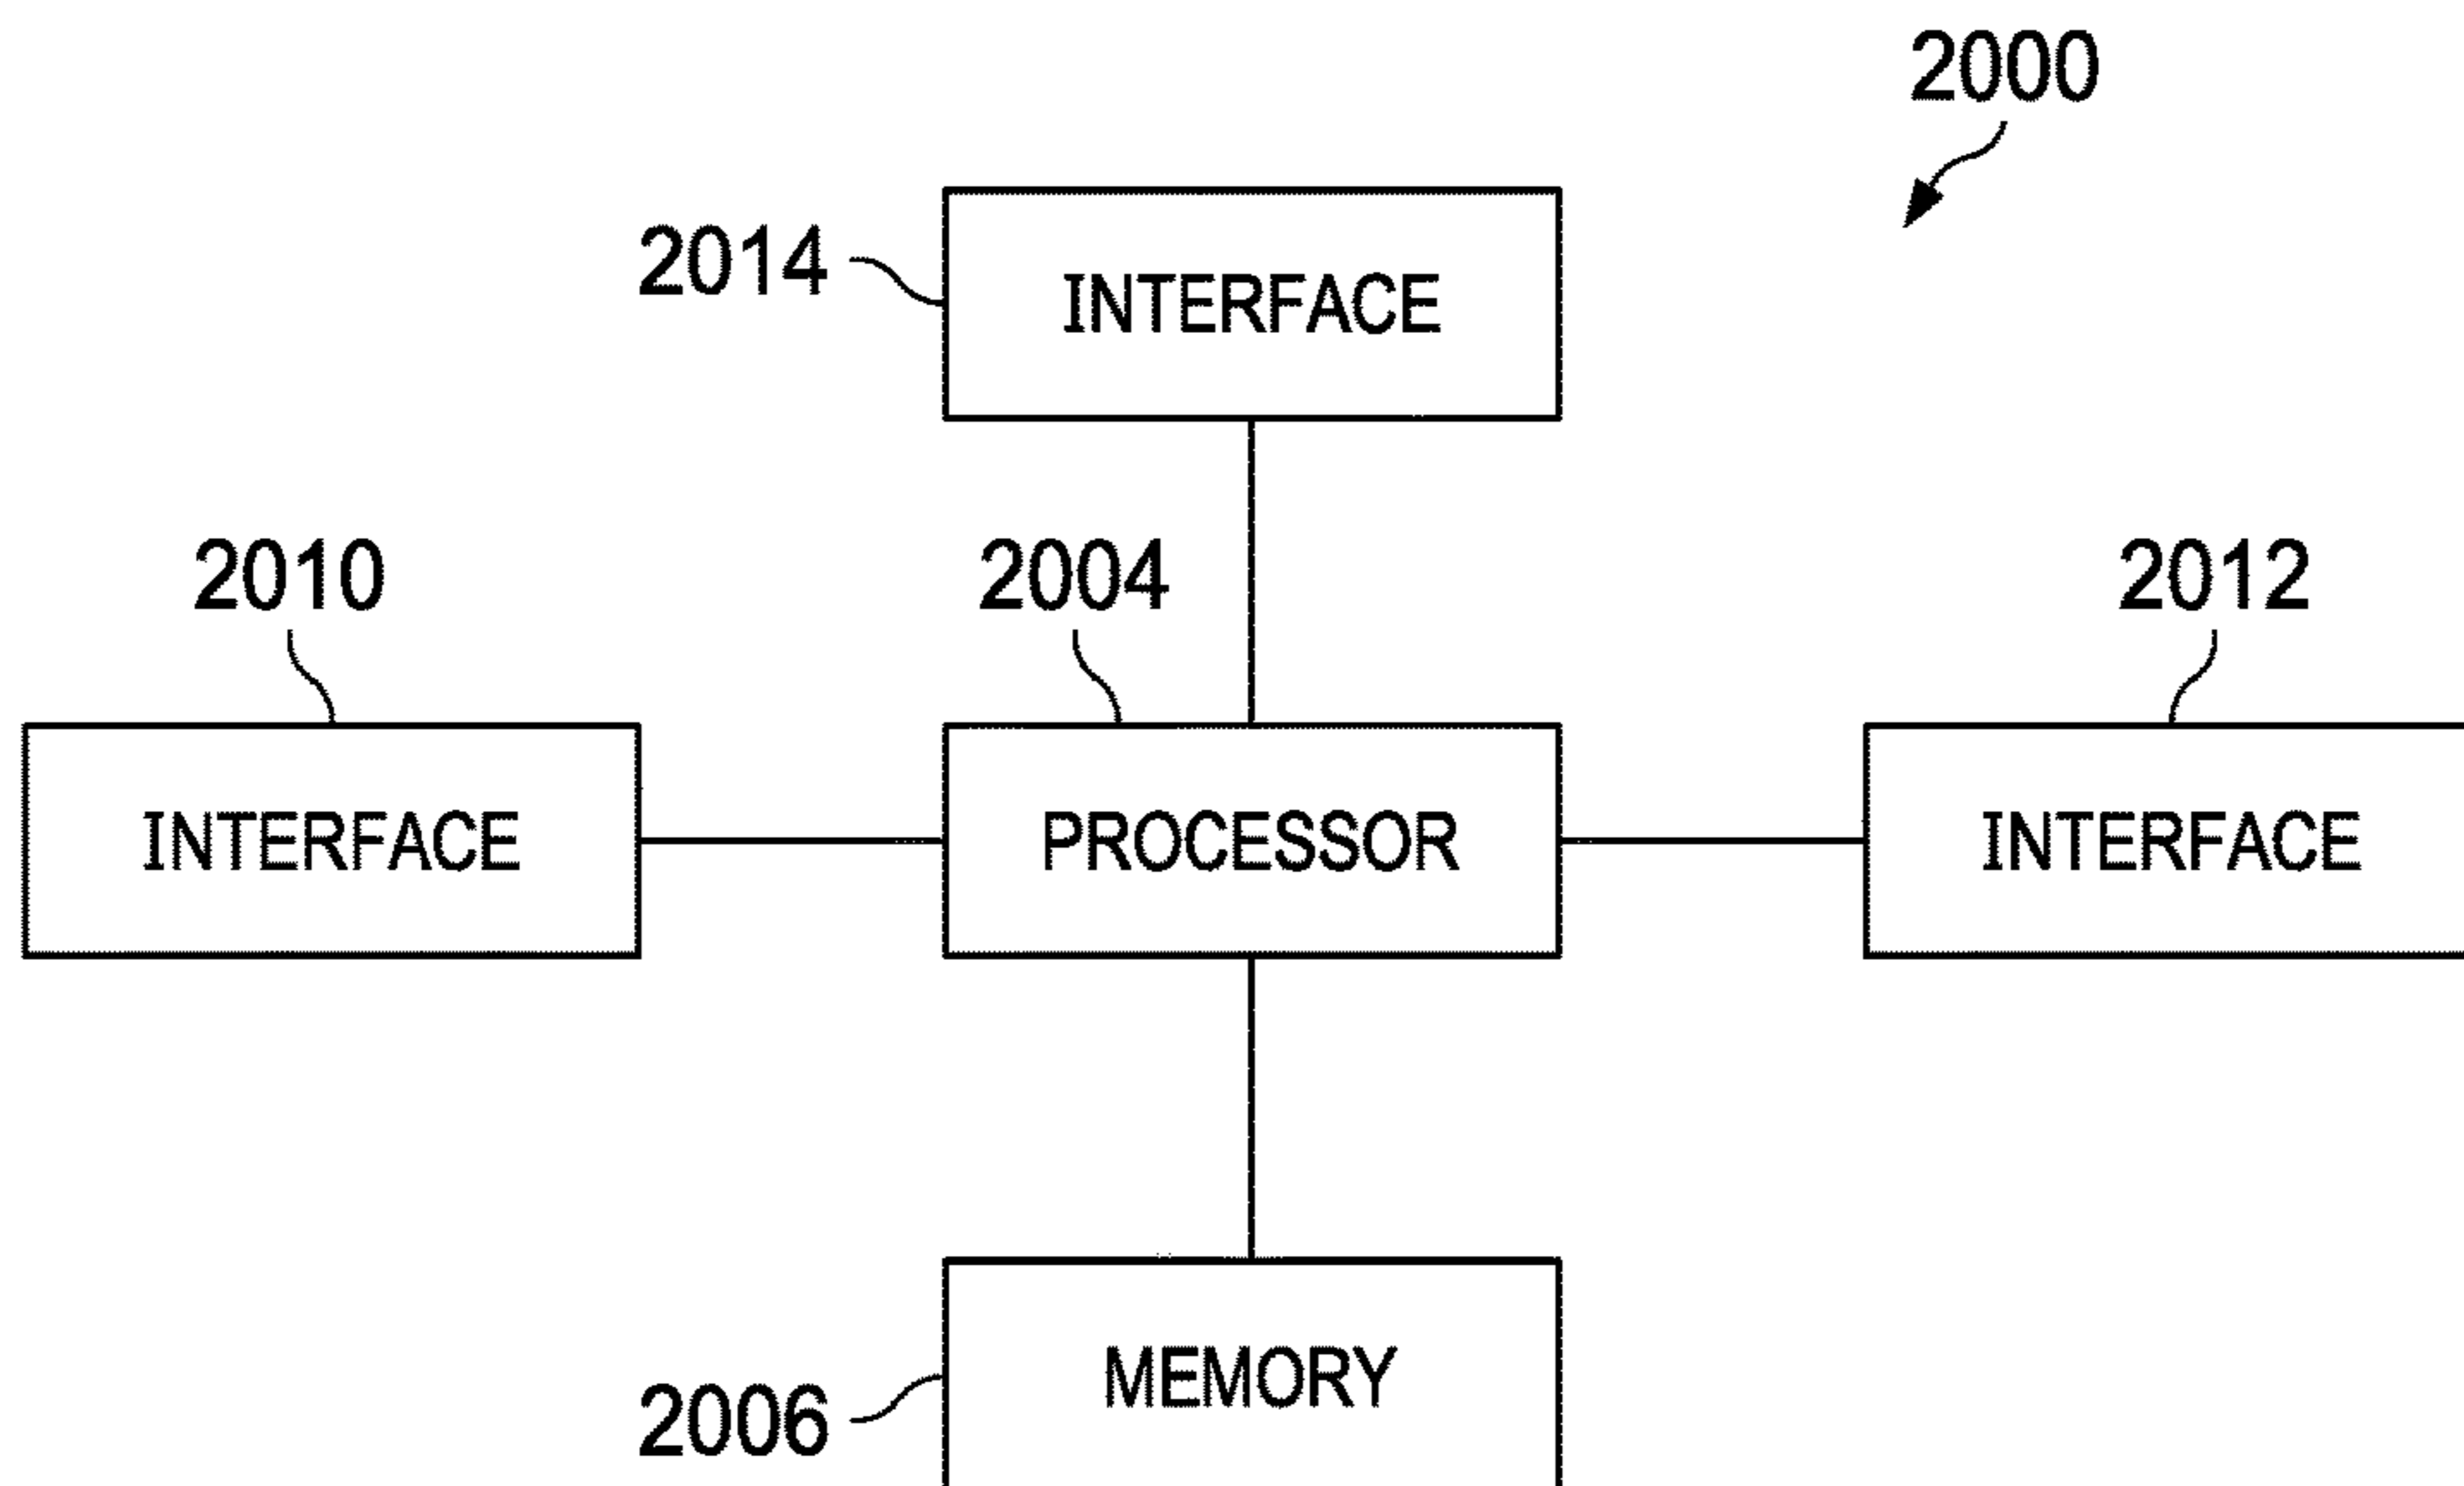 2000
2014
INTERFACE
2010
2004
2012
INTERFACE
PROCESSOR
INTERFACE
MEMORY
2006